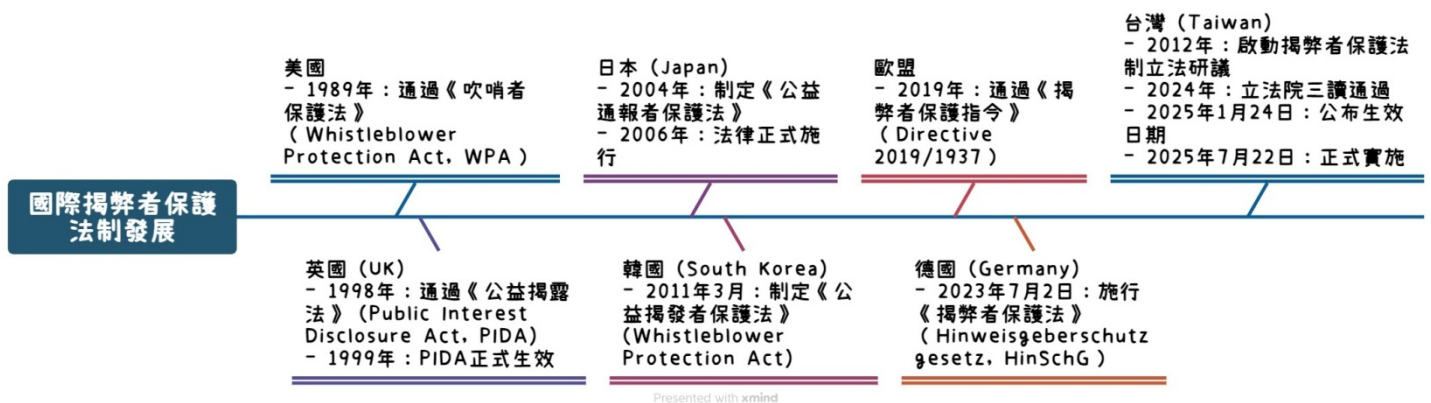 國際揭弊者保護
法制發展
美國
- 1989年：通過《吹哨者
保護法》
（Whistleblower
Protection Act, WPA）
英國（UK）
- 1998年：通過《公益揭露
法》（Public Interest
Disclosure Act, PIDA）
- 1999年：PIDA正式生效
日本（Japan）
- 2004年：制定《公益
通報者保護法》
- 2006年：法律正式施
行
韓國（South Korea）
- 2011年3月：制定《公
益揭發者保護法》
(Whistleblower
Protection Act)
歐盟
- 2019年：通過《揭
弊者保護指令》
（Directive
2019/1937）
德國（Germany）
- 2023年7月2日：施行
《揭弊者保護法》
（Hinweisgeberschutz
gesetz, HinSchG）
台灣（Taiwan）
- 2012年：啟動揭弊者保護法
制立法研議
- 2024年：立法院三讀通過
- 2025年1月24日：公布生效
日期
- 2025年7月22日：正式實施
Presented with xmind